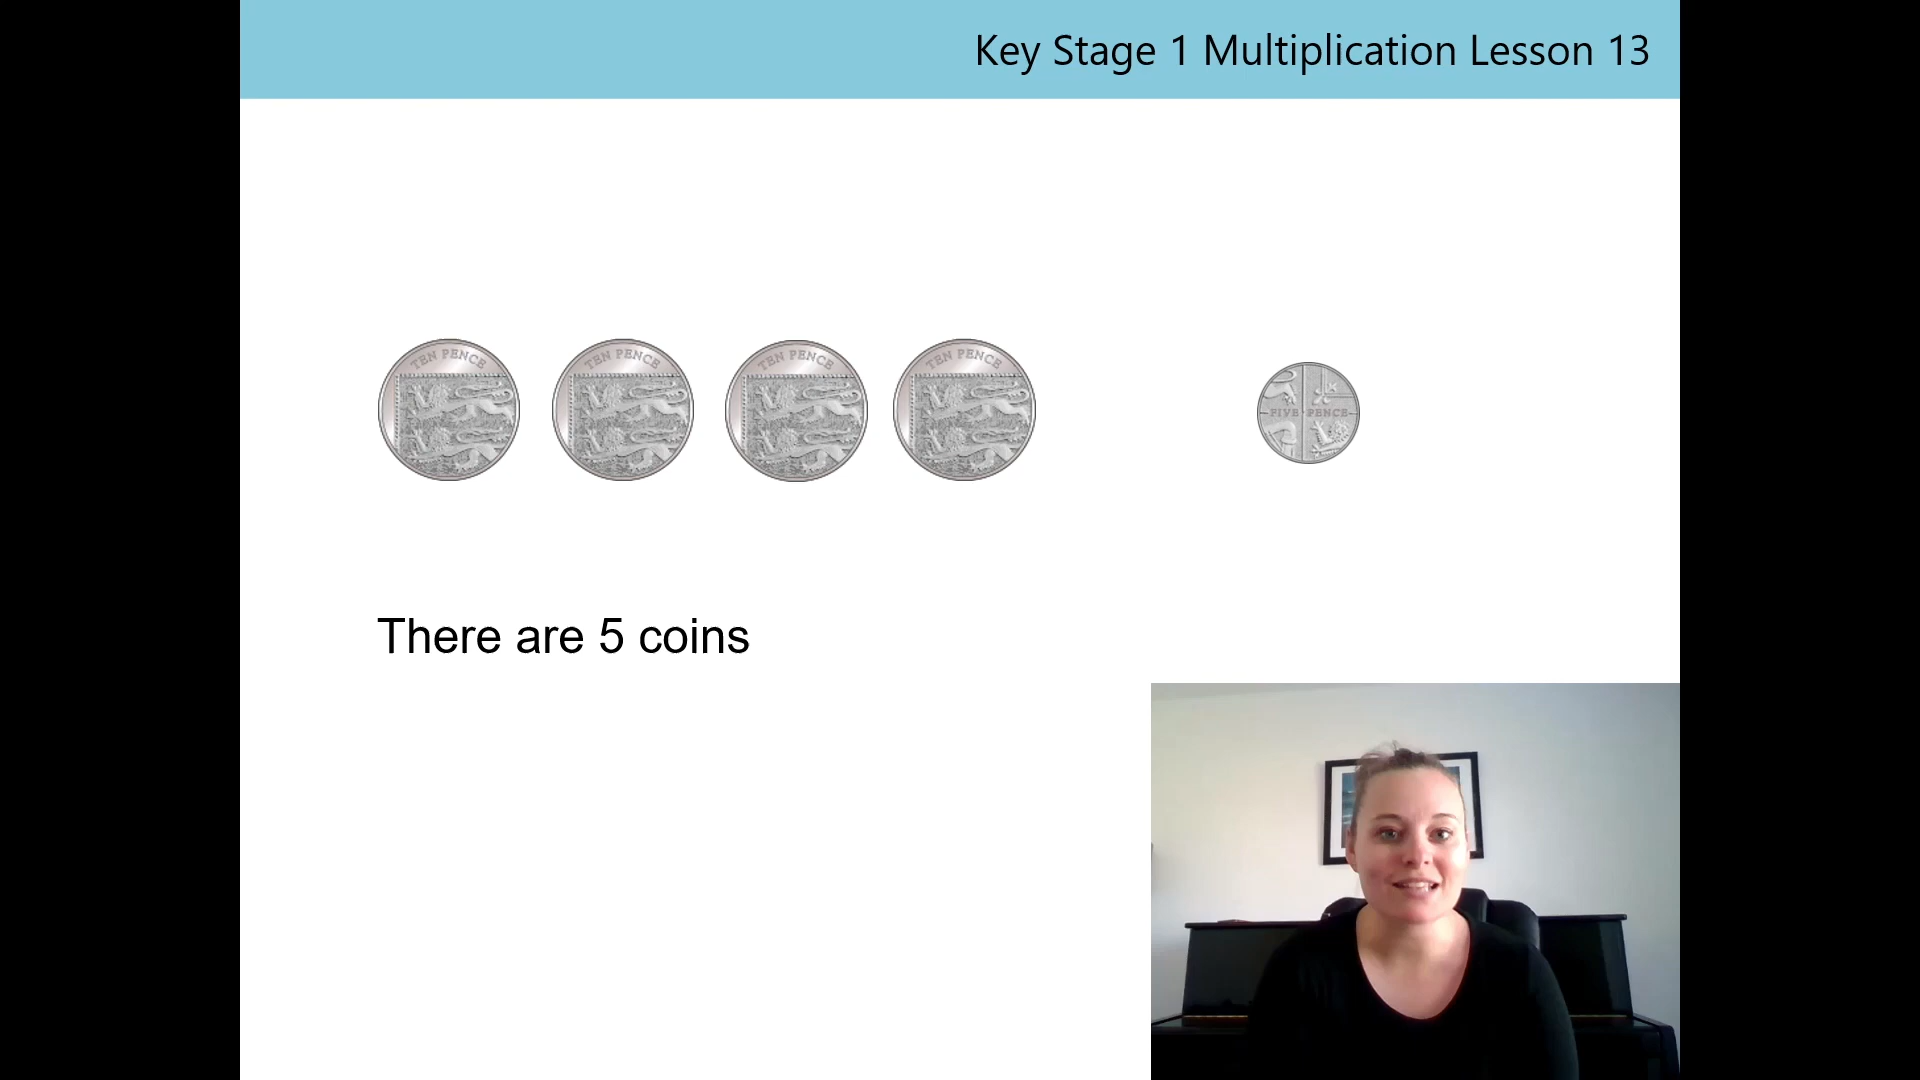 Key Stage 1 Multiplication Lesson 13
TEN PENCE
TEN PENCE
TEN PENCE
TEN PENCE
FIVE PENCE
There are 5 coins